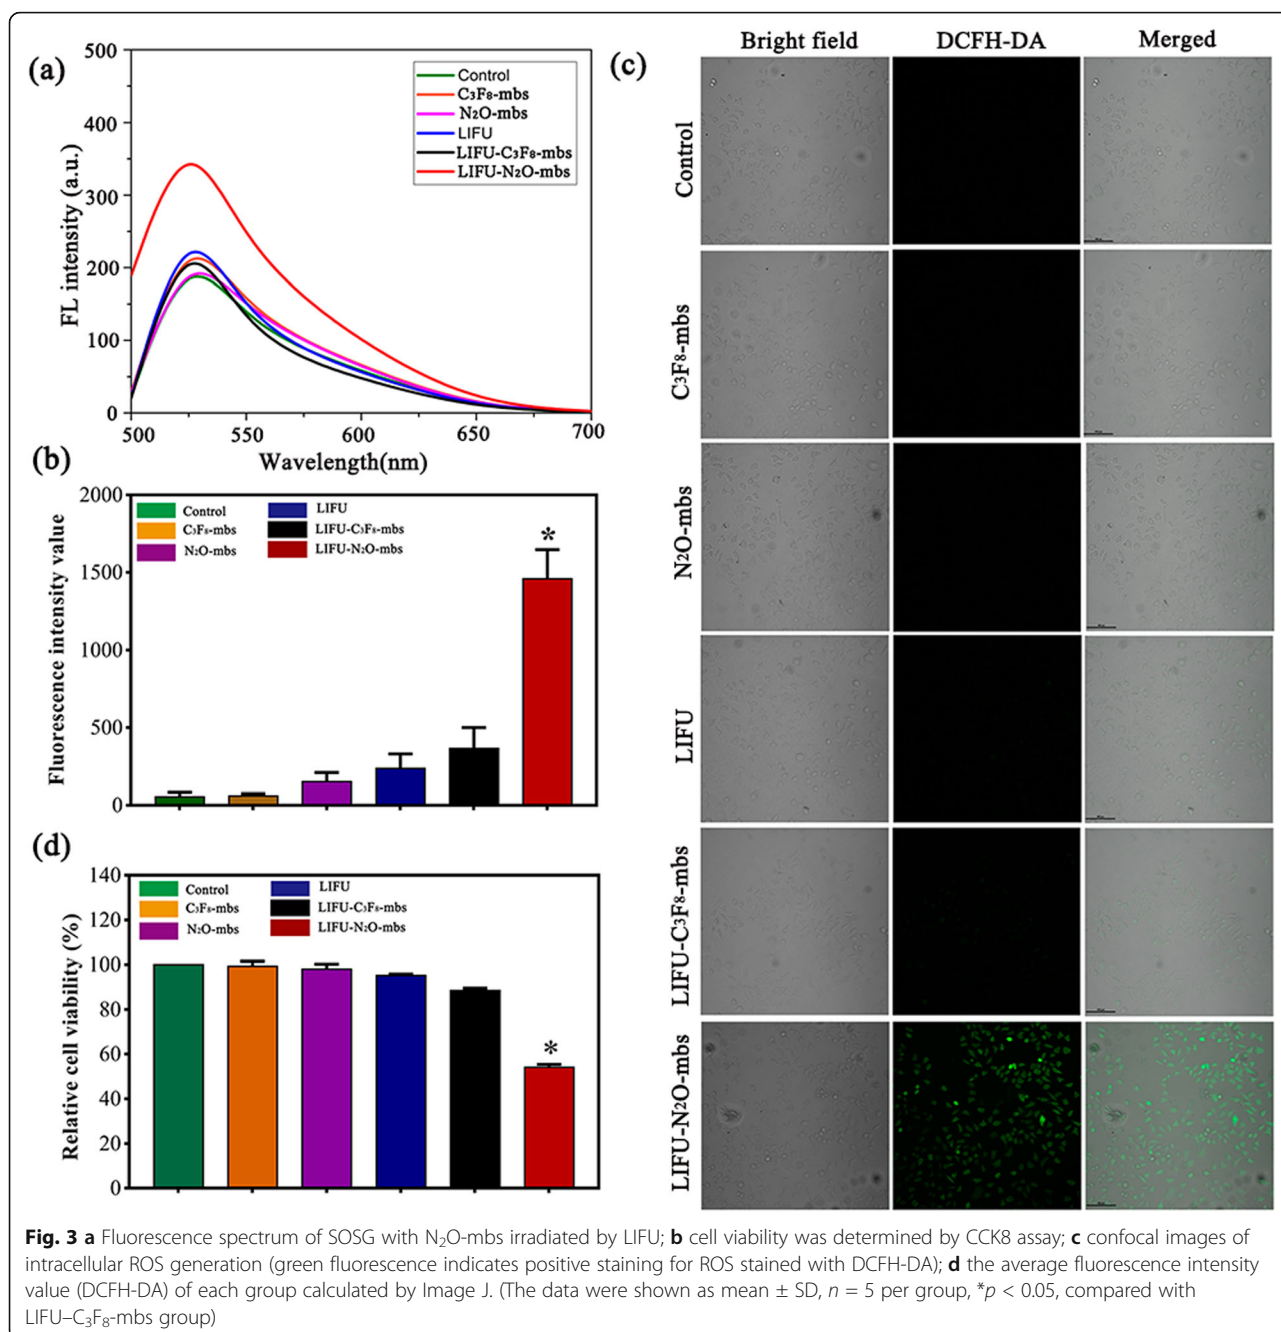 (a)
500
400
300
200
100
0
FL intensity (a.u.)
Control
C₃F₈-mbs
N₂O-mbs
LIFU
LIFU-C₃F₈-mbs
LIFU-N₂O-mbs
500 550 600 650 700
Wavelength(nm)
(b)
2000
1500
1000
500
0
Fluorescence intensity value
Control
C₃F₈-mbs
N₂O-mbs
LIFU
LIFU-C₃F₈-mbs
LIFU-N₂O-mbs
*
(d)
140
120
100
80
60
40
20
0
Relative cell viability (%)
Control
C₃F₈-mbs
N₂O-mbs
LIFU
LIFU-C₃F₈-mbs
LIFU-N₂O-mbs
*
(c)
Bright field DCFH-DA Merged
Control
C₃F₈-mbs
N₂O-mbs
LIFU
LIFU-C₃F₈-mbs
LIFU-N₂O-mbs
Fig. 3 a Fluorescence spectrum of SOSG with N₂O-mbs irradiated by LIFU; b cell viability was determined by CCK8 assay; c confocal images of
intracellular ROS generation (green fluorescence indicates positive staining for ROS stained with DCFH-DA); d the average fluorescence intensity
value (DCFH-DA) of each group calculated by Image J. (The data were shown as mean ± SD, n = 5 per group, *p < 0.05, compared with
LIFU–C₃F₈-mbs group)